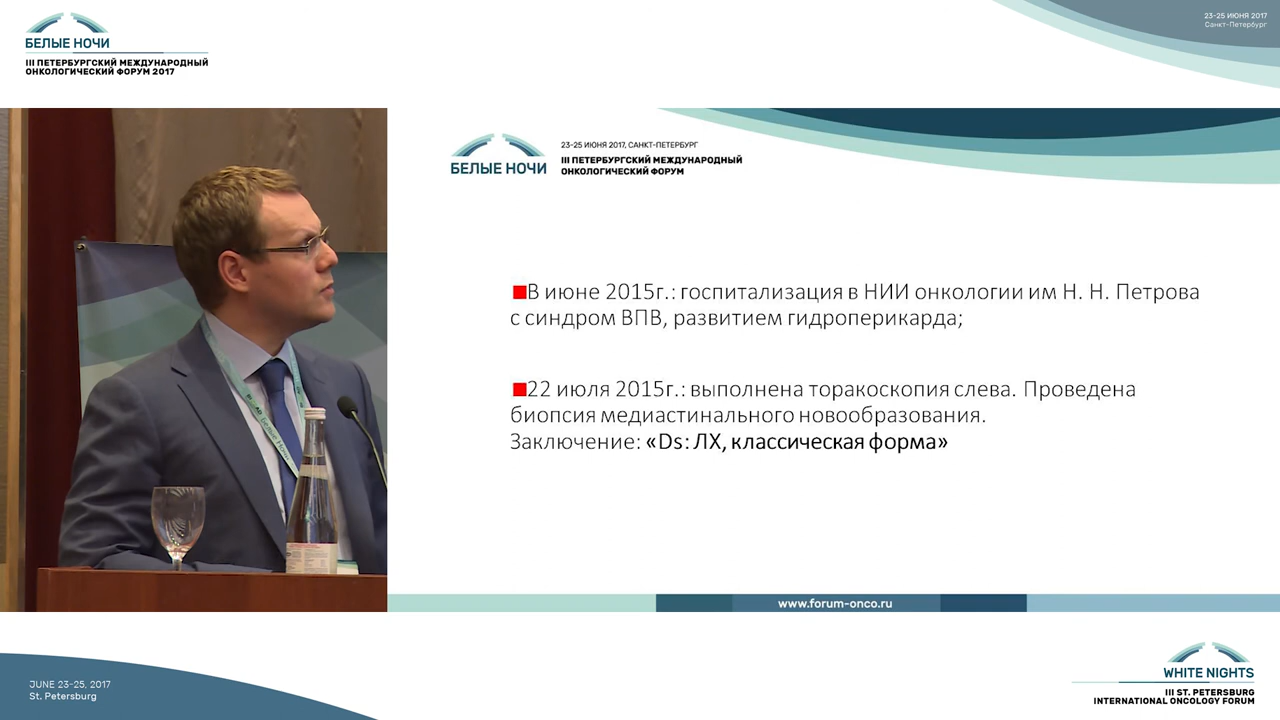 БЕЛЫЕ НОЧИ
III ПЕТЕРБУРГСКИЙ МЕЖДУНАРОДНЫЙ
ОНКОЛОГИЧЕСКИЙ ФОРУМ 2017
23-25 ИЮНЯ 2017
Санкт-Петербург
БЕЛЫЕ НОЧИ
23-25 ИЮНЯ 2017, САНКТ-ПЕТЕРБУРГ
III ПЕТЕРБУРГСКИЙ МЕЖДУНАРОДНЫЙ
ОНКОЛОГИЧЕСКИЙ ФОРУМ
В июне 2015г.: госпитализация в НИИ онкологии им Н. Н. Петрова
с синдром ВПВ, развитием гидроперикарда;
22 июля 2015г.: выполнена торакоскопия слева. Проведена
биопсия медиастинального новообразования.
Заключение: «Ds: ЛХ, классическая форма»
www.forum-onco.ru
JUNE 23-25, 2017
St. Petersburg
WHITE NIGHTS
III ST. PETERSBURG
INTERNATIONAL ONCOLOGY FORUM